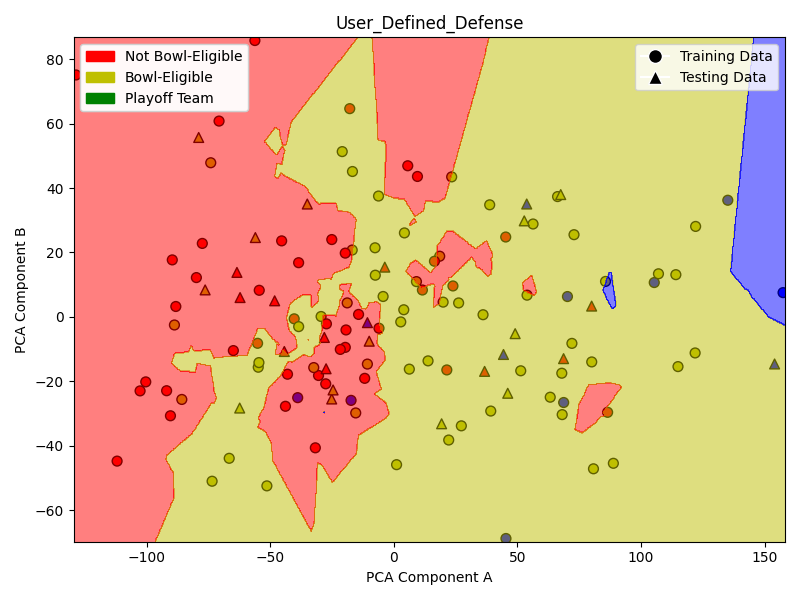 User_Defined_Defense
Not Bowl-Eligible
Bowl-Eligible
Playoff Team
Training Data
Testing Data
PCA Component B
80
60
40
20
0
−20
−40
−60
−100
−50
0
50
100
150
PCA Component A